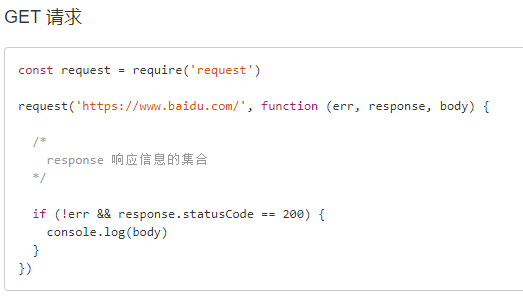 GET 请求
const request = require('request')
request('https://www.baidu.com/', function (err, response, body) {
/*
response 响应信息的集合
*/
if (!err && response.statusCode == 200) {
console.log(body)
}
})